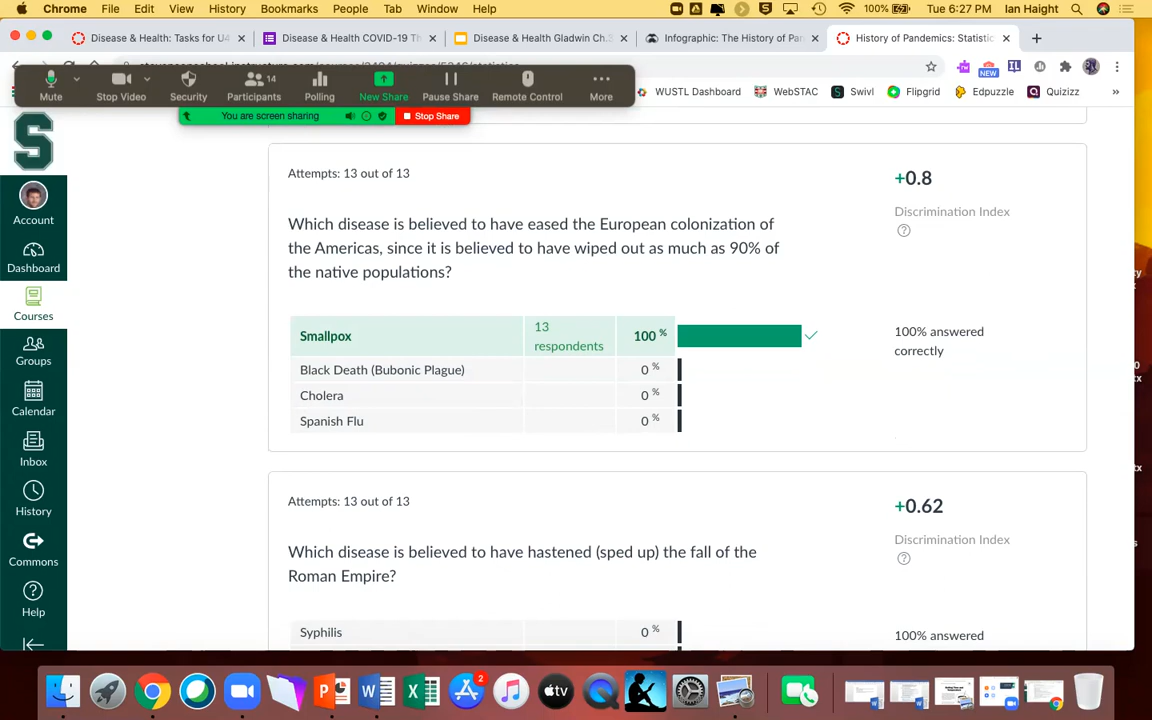 Chrome File Edit View History Bookmarks People Tab Window Help 100% Tue 6:27 PM Ian Haight
Disease & Health: Tasks for U4 Disease & Health COVID-19 Th Disease & Health Gladwin Ch.3 Infographic: The History of Pan History of Pandemics: Statistic
Mute Stop Video Security Participants 14 Polling New Share Pause Share Remote Control More
NEW
You are screen sharing Stop Share
WUSTL Dashboard WebSTAC Swivl Flipgrid Edpuzzle Quizizz »
S
Account
Dashboard
Courses
Groups
Calendar
Inbox
History
Commons
Help
Attempts: 13 out of 13
+0.8
Discrimination Index
Which disease is believed to have eased the European colonization of
the Americas, since it is believed to have wiped out as much as 90% of
the native populations?
Smallpox 13 respondents 100 %
Black Death (Bubonic Plague) 0 %
Cholera 0 %
Spanish Flu 0 %
100% answered
correctly
Attempts: 13 out of 13
+0.62
Discrimination Index
Which disease is believed to have hastened (sped up) the fall of the
Roman Empire?
Syphilis 0 %
100% answered
2
tv